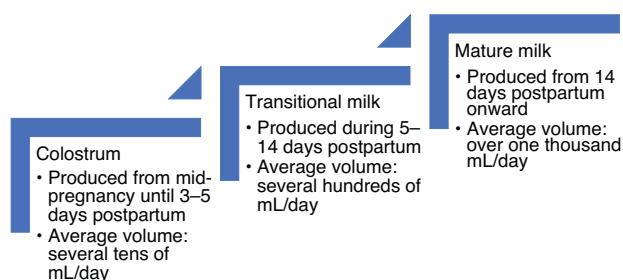 Colostrum
• Produced from mid-
pregnancy until 3–5
days postpartum
• Average volume:
several tens of
mL/day
Transitional milk
• Produced during 5–
14 days postpartum
• Average volume:
several hundreds of
mL/day
Mature milk
• Produced from 14
days postpartum
onward
• Average volume:
over one thousand
mL/day